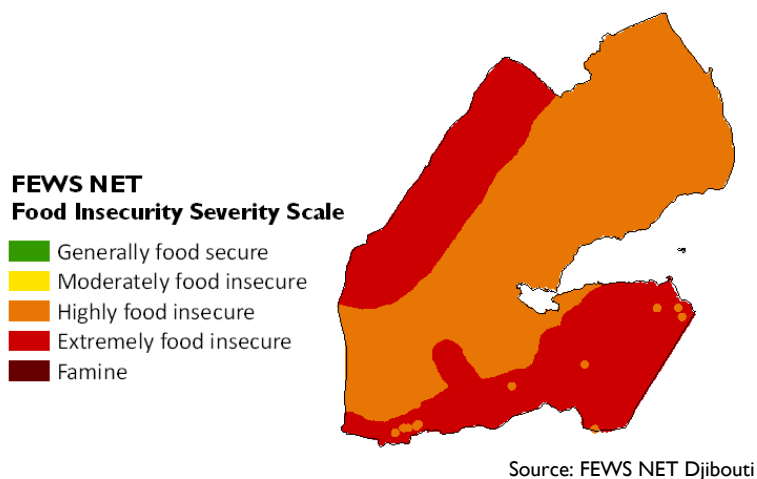 FEWS NET
Food Insecurity Severity Scale
Generally food secure
Moderately food insecure
Highly food insecure
Extremely food insecure
Famine
Source: FEWS NET Djibouti